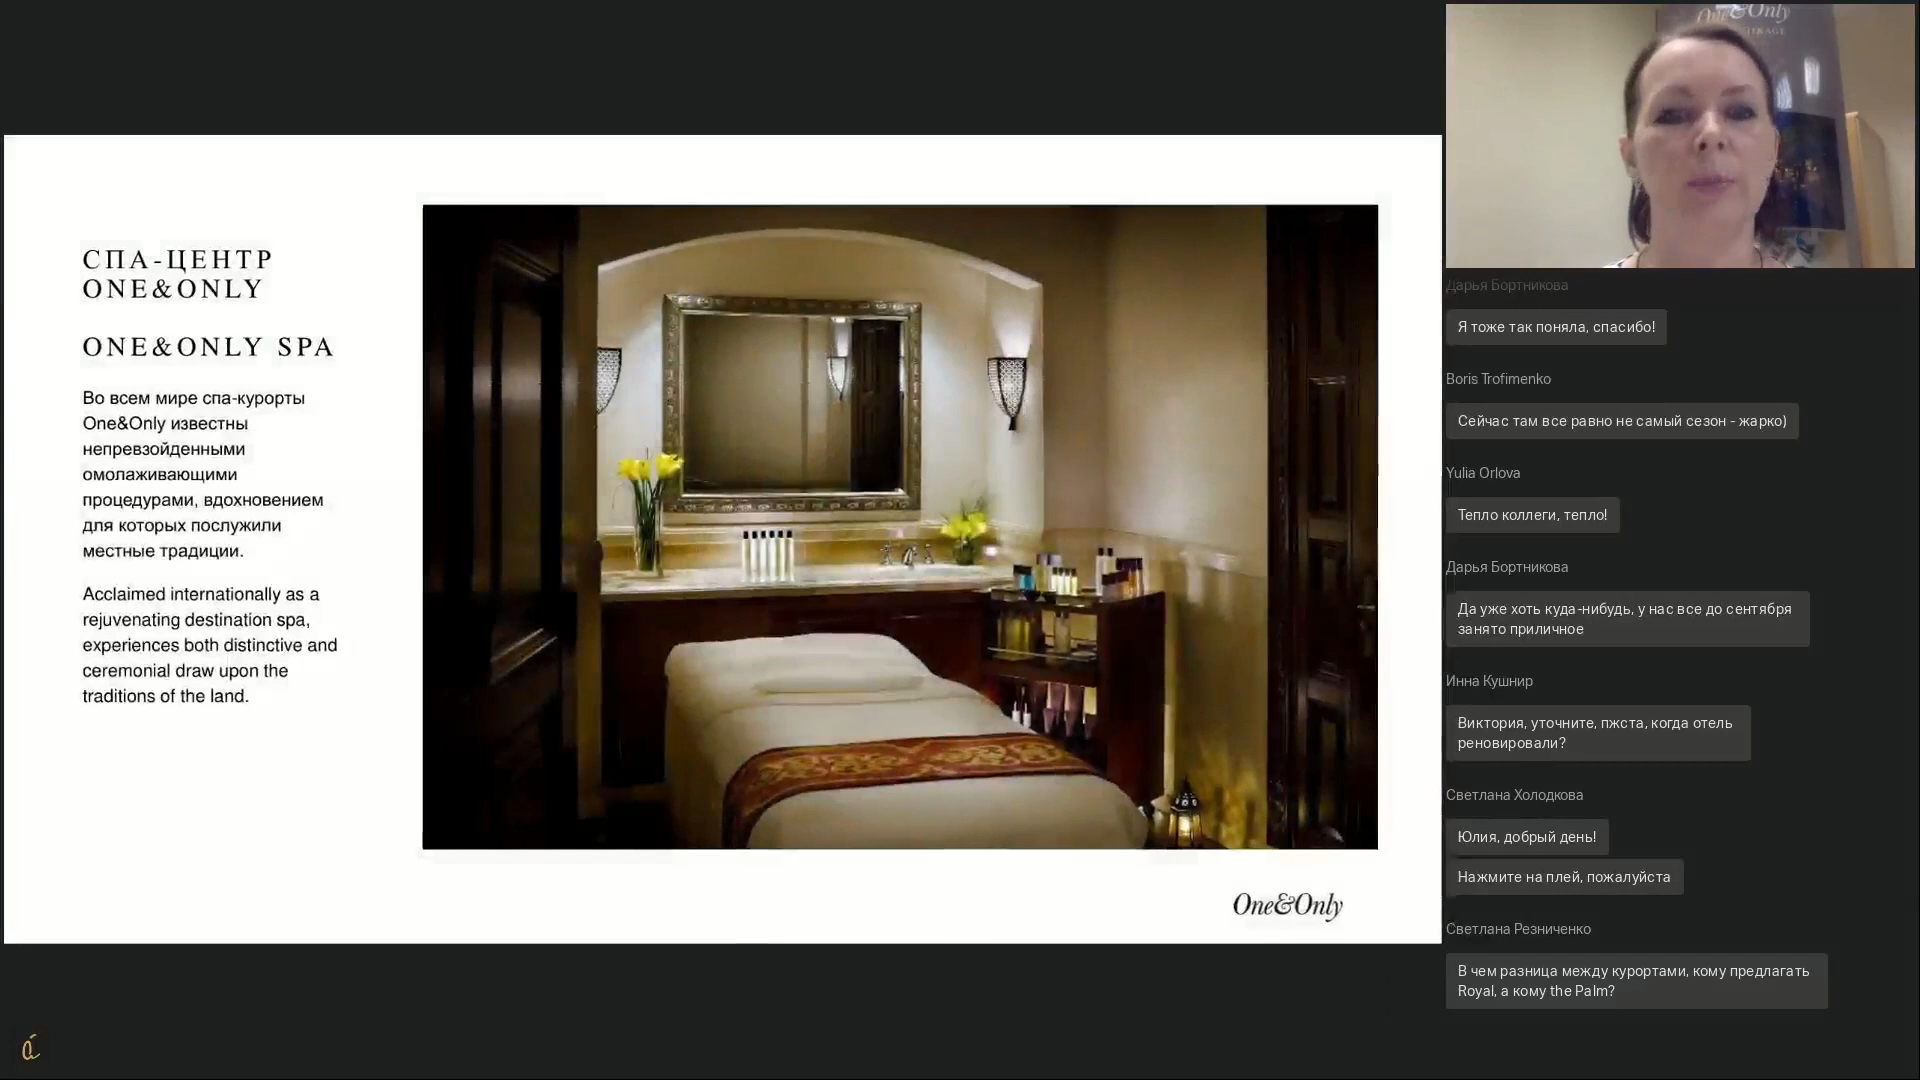 СПА-ЦЕНТР
ONE&ONLY
ONE&ONLY SPA
Во всем мире спа-курорты
One&Only известны
непревзойденными
омолаживающими
процедурами, вдохновением
для которых послужили
местные традиции.
Acclaimed internationally as a
rejuvenating destination spa,
experiences both distinctive and
ceremonial draw upon the
traditions of the land.
One&Only
One&Only
Дарья Бортникова
Я тоже так поняла, спасибо!
Boris Trofimenko
Сейчас там все равно не самый сезон - жарко)
Yulia Orlova
Тепло коллеги, тепло!
Дарья Бортникова
Да уже хоть куда-нибудь, у нас все до сентября
занято приличное
Инна Кушнир
Виктория, уточните, пжста, когда отель
реновировали?
Светлана Холодкова
Юлия, добрый день!
Нажмите на плей, пожалуйста
Светлана Резниченко
В чем разница между курортами, кому предлагать
Royal, а кому the Palm?